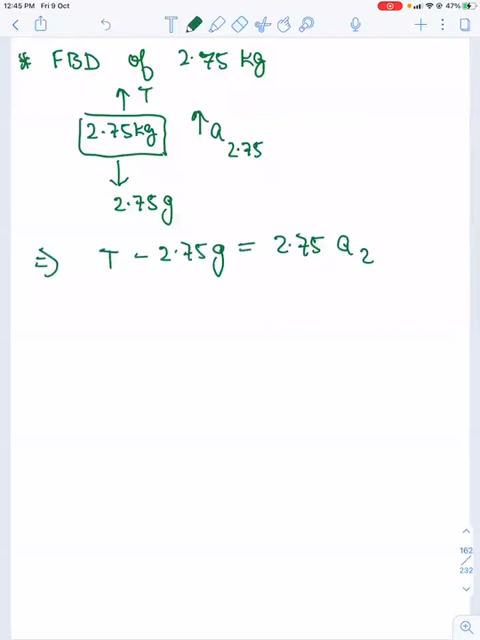 12:45 PM Fri 9 Oct 47%
* FBD of 2.75 kg
↑ T
2.75kg ↑ a 2.75
2.75g
⇒ T - 2.75g = 2.75 a 2
162
232